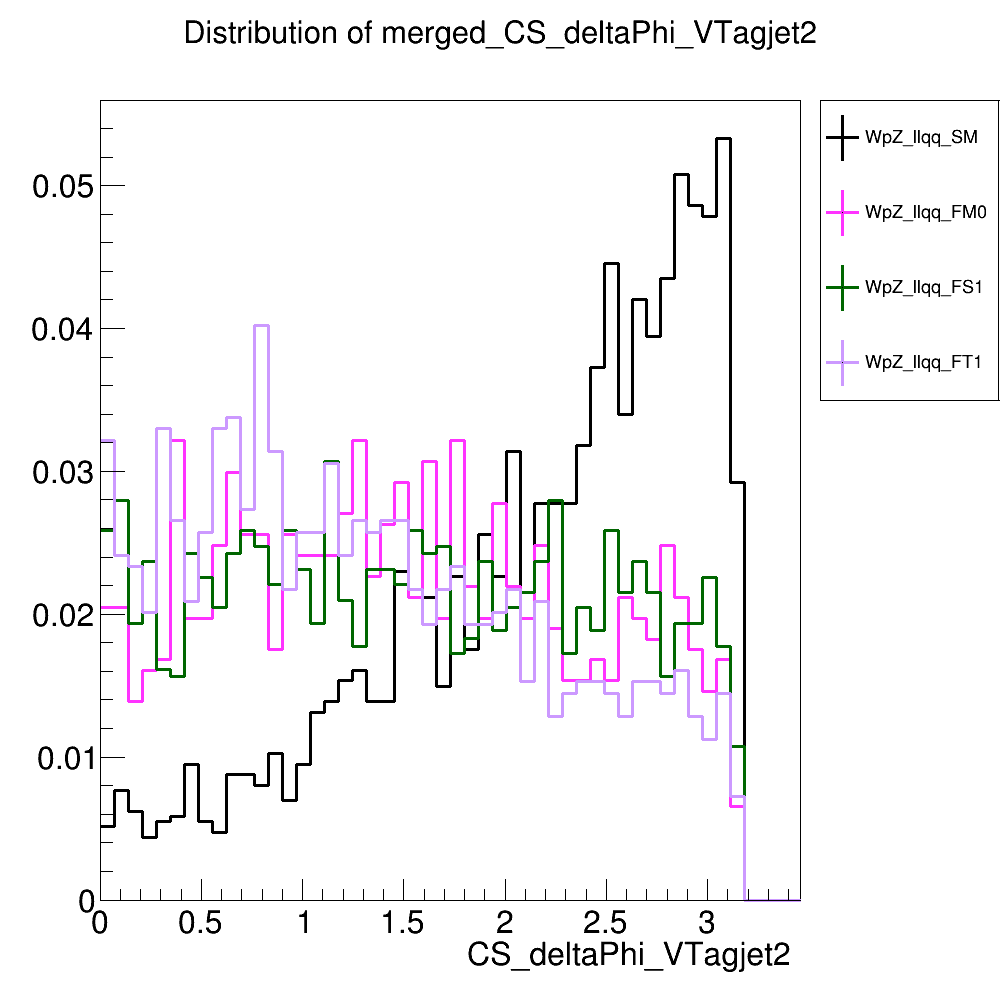 Distribution of merged_CS_deltaPhi_VTagjet2
0.05
0.04
0.03
0.02
0.01
0
0 0.5 1 1.5 2 2.5 3
CS_deltaPhi_VTagjet2
WpZ_llqq_SM
WpZ_llqq_FM0
WpZ_llqq_FS1
WpZ_llqq_FT1